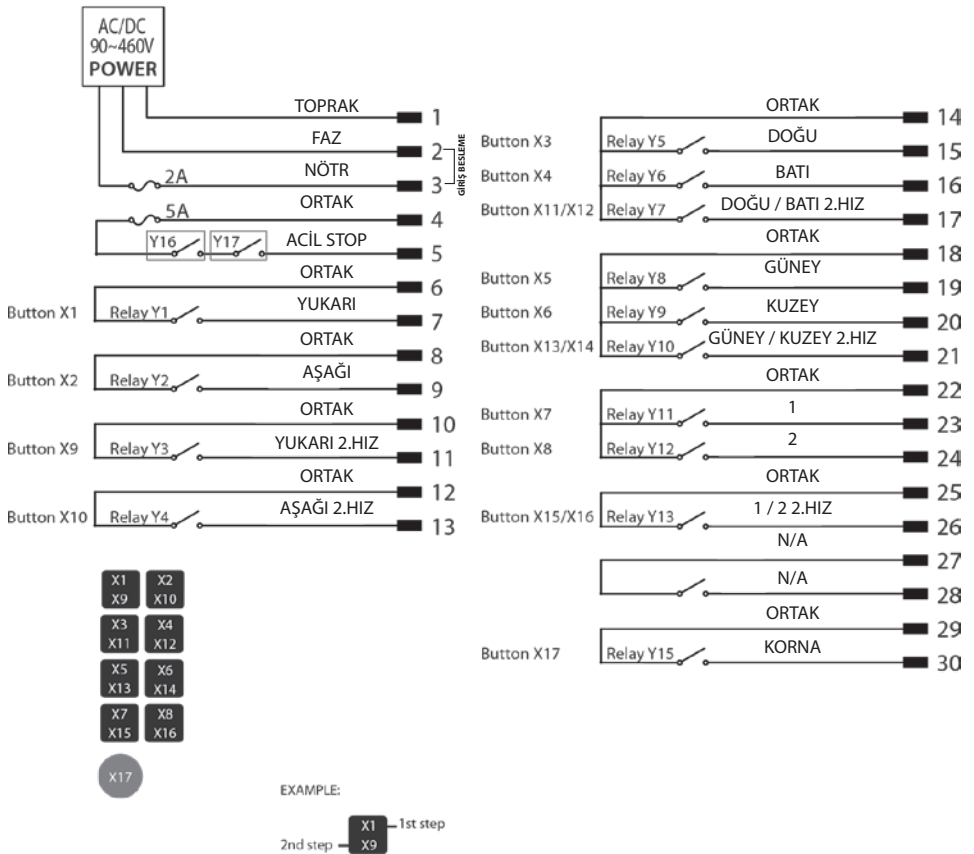 AC/DC
90~460V
POWER
TOPRAK
1
FAZ
2
2A
NÖTR
3
GİRİŞ BESLEME
5A
ORTAK
4
Y16
Y17
ACİL STOP
5
ORTAK
6
Button X1
Relay Y1
YUKARI
7
ORTAK
8
Button X2
Relay Y2
AŞAĞI
9
ORTAK
10
Button X9
Relay Y3
YUKARI 2.HIZ
11
ORTAK
12
Button X10
Relay Y4
AŞAĞI 2.HIZ
13
ORTAK
14
Button X3
Relay Y5
DOĞU
15
Button X4
Relay Y6
BATI
16
Button X11/X12
Relay Y7
DOĞU / BATI 2.HIZ
17
ORTAK
18
Button X5
Relay Y8
GÜNEY
19
Button X6
Relay Y9
KUZEY
20
Button X13/X14
Relay Y10
GÜNEY / KUZEY 2.HIZ
21
ORTAK
22
Button X7
Relay Y11
1
23
Button X8
Relay Y12
2
24
ORTAK
25
Button X15/X16
Relay Y13
1 / 2 2.HIZ
26
N/A
27
N/A
28
ORTAK
29
Button X17
Relay Y15
KORNA
30
X1
X9
X2
X10
X3
X11
X4
X12
X5
X13
X6
X14
X7
X15
X8
X16
X17
EXAMPLE:
X1
1st step
2nd step
X9